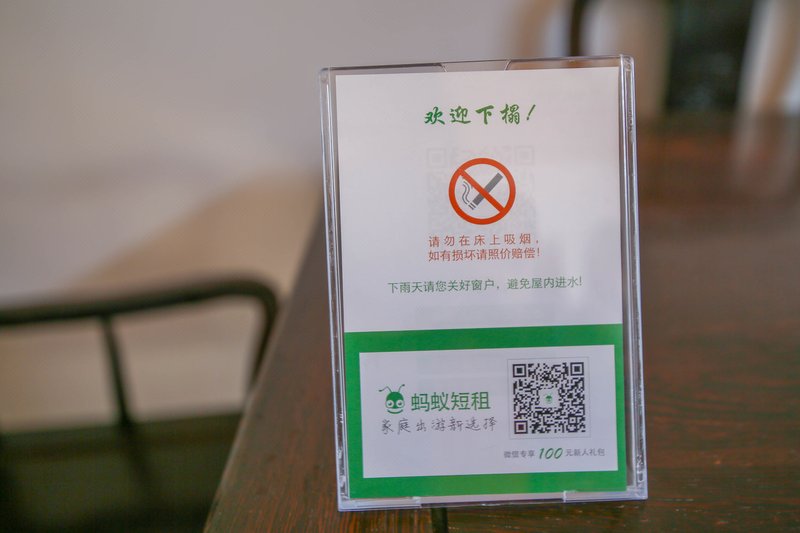 欢迎下榻!
请勿在床上吸烟，
如有损坏请照价赔偿!
下雨天请您关好窗户，避免屋内进水!
蚂蚁短租
家庭出游新选择
微信专享 100 元新人礼包